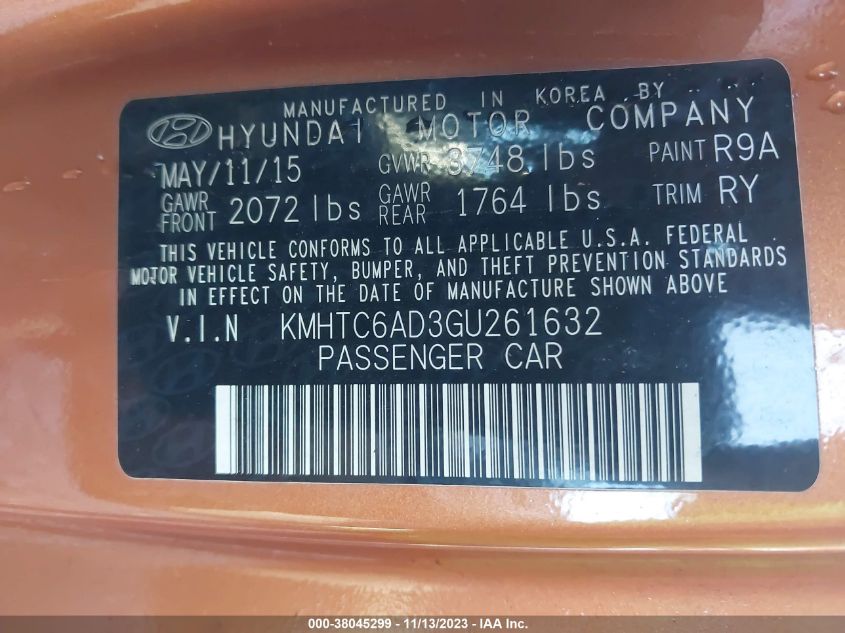 MANUFACTURED IN KOREA BY
HYUNDAI MOTOR COMPANY
MAY/11/15 GVWR 3748 lbs PAINT R9A
GAWR FRONT 2072 lbs GAWR REAR 1764 lbs TRIM RY
THIS VEHICLE CONFORMS TO ALL APPLICABLE U.S.A. FEDERAL
MOTOR VEHICLE SAFETY, BUMPER, AND THEFT PREVENTION STANDARDS
IN EFFECT ON THE DATE OF MANUFACTURE SHOWN ABOVE
V.I.N KMHTC6AD3GU261632
PASSENGER CAR
000-38045299 - 11/13/2023 - IAA Inc.